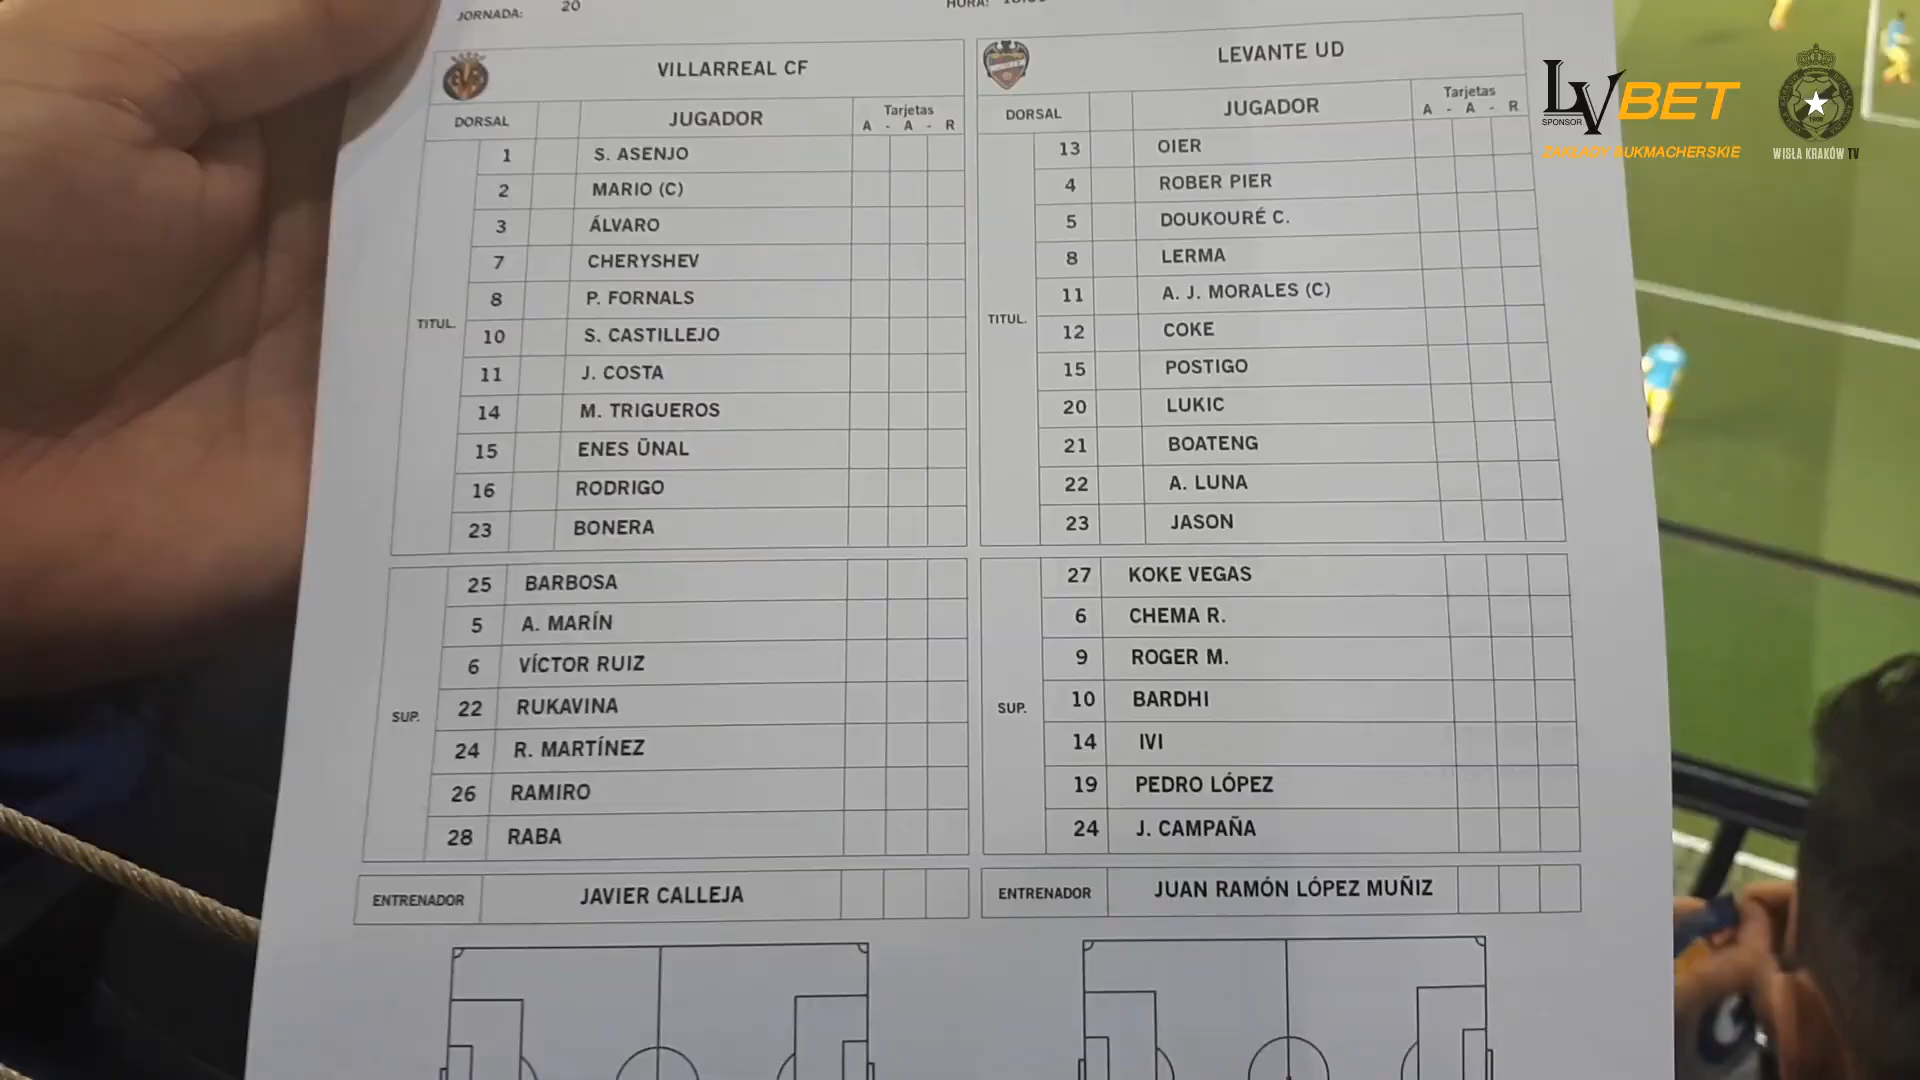 JORNADA: 20
HORA:
VILLARREAL CF
DORSAL JUGADOR Tarjetas
A - A - R
TITUL.
1 S. ASENJO
2 MARIO (C)
3 ÁLVARO
7 CHERYSHEV
8 P. FORNALS
10 S. CASTILLEJO
11 J. COSTA
14 M. TRIGUEROS
15 ENES ÜNAL
16 RODRIGO
23 BONERA
SUP.
25 BARBOSA
5 A. MARÍN
6 VÍCTOR RUIZ
22 RUKAVINA
24 R. MARTÍNEZ
26 RAMIRO
28 RABA
ENTRENADOR JAVIER CALLEJA
LEVANTE UD
DORSAL JUGADOR Tarjetas
A - A - R
TITUL.
13 OIER
4 ROBER PIER
5 DOUKOURÉ C.
8 LERMA
11 A. J. MORALES (C)
12 COKE
15 POSTIGO
20 LUKIC
21 BOATENG
22 A. LUNA
23 JASON
SUP.
27 KOKE VEGAS
6 CHEMA R.
9 ROGER M.
10 BARDHI
14 IVI
19 PEDRO LÓPEZ
24 J. CAMPAÑA
ENTRENADOR JUAN RAMÓN LÓPEZ MUÑIZ
LV BET
SPONSOR
ZAKŁADY BUKMACHERSKIE
1906
WISŁA KRAKÓW TV